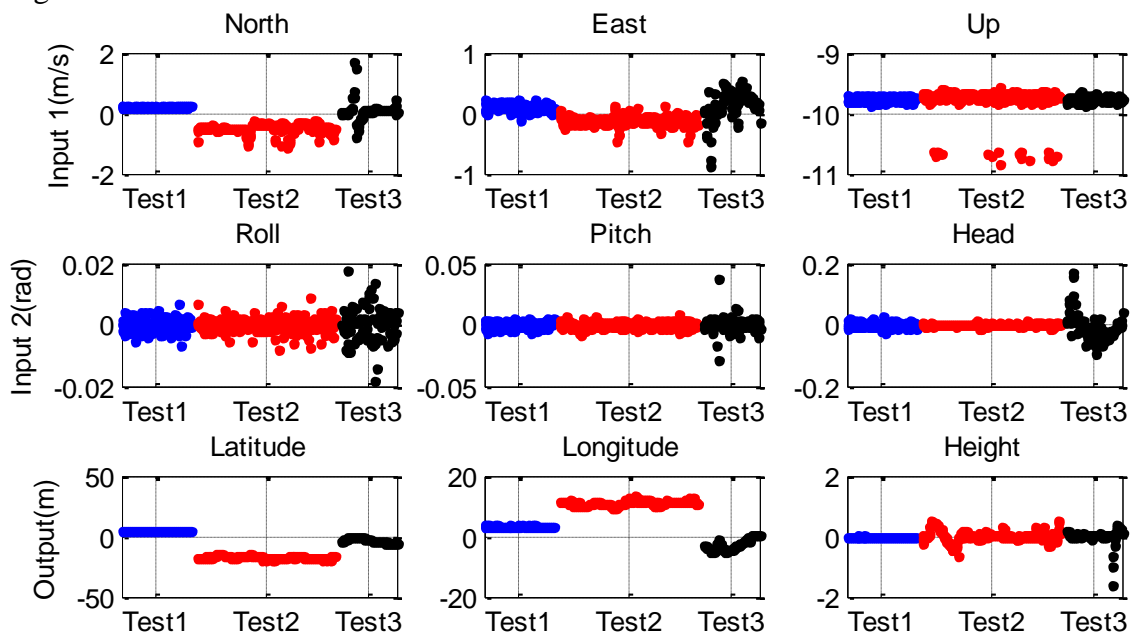 North East Up
Input 1(m/s)
2 0 -2
1 0 -1
-9 -10 -11
Test1 Test2 Test3 Test1 Test2 Test3 Test1 Test2 Test3
Roll Pitch Head
Input 2(rad)
0.02 0 -0.02
0.05 0 -0.05
0.2 0 -0.2
Test1 Test2 Test3 Test1 Test2 Test3 Test1 Test2 Test3
Latitude Longitude Height
Output(m)
50 0 -50
20 0 -20
2 0 -2
Test1 Test2 Test3 Test1 Test2 Test3 Test1 Test2 Test3